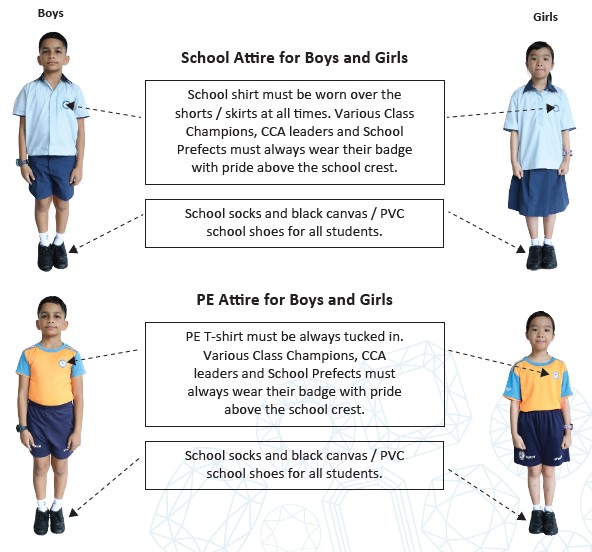 Boys
Girls
School Attire for Boys and Girls
School shirt must be worn over the
shorts / skirts at all times. Various Class
Champions, CCA leaders and School
Prefects must always wear their badge
with pride above the school crest.
School socks and black canvas / PVC
school shoes for all students.
PE Attire for Boys and Girls
PE T-shirt must be always tucked in.
Various Class Champions, CCA
leaders and School Prefects must
always wear their badge with pride
above the school crest.
School socks and black canvas / PVC
school shoes for all students.